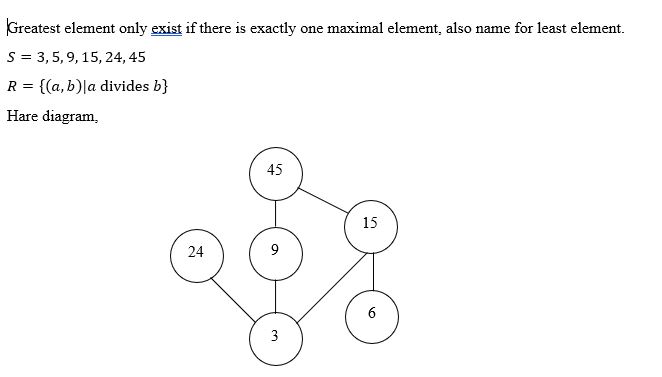 Greatest element only exist if there is exactly one maximal element, also name for least element.
S = 3, 5, 9, 15, 24, 45
R = {(a, b)|a divides b}
Hare diagram,
45
15
24
9
6
3